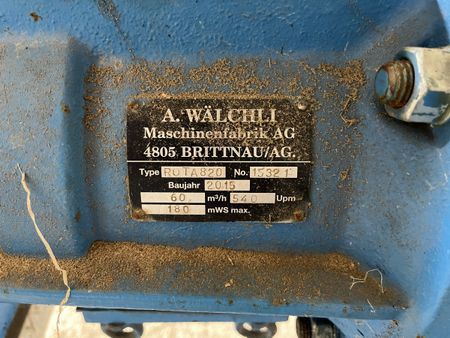 A. WÄLCHLI
Maschinenfabrik AG
4805 BRITTNAU/AG.
Type ROTA820 No. 15321
Baujahr 2015
60 m³/h 540 Upm
180 mWS max.